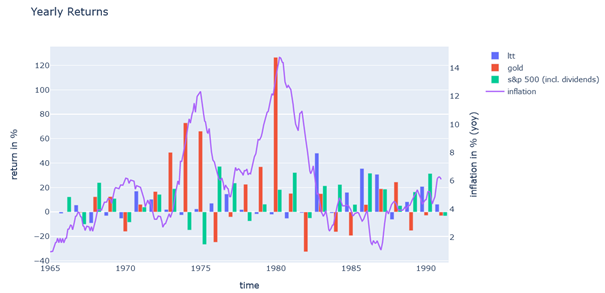 Yearly Returns
ltt
gold
s&p 500 (incl. dividends)
inflation
120
100
80
60
40
20
0
−20
−40
14
12
10
8
6
4
2
return in %
inflation in % (yoy)
1965
1970
1975
1980
1985
1990
time